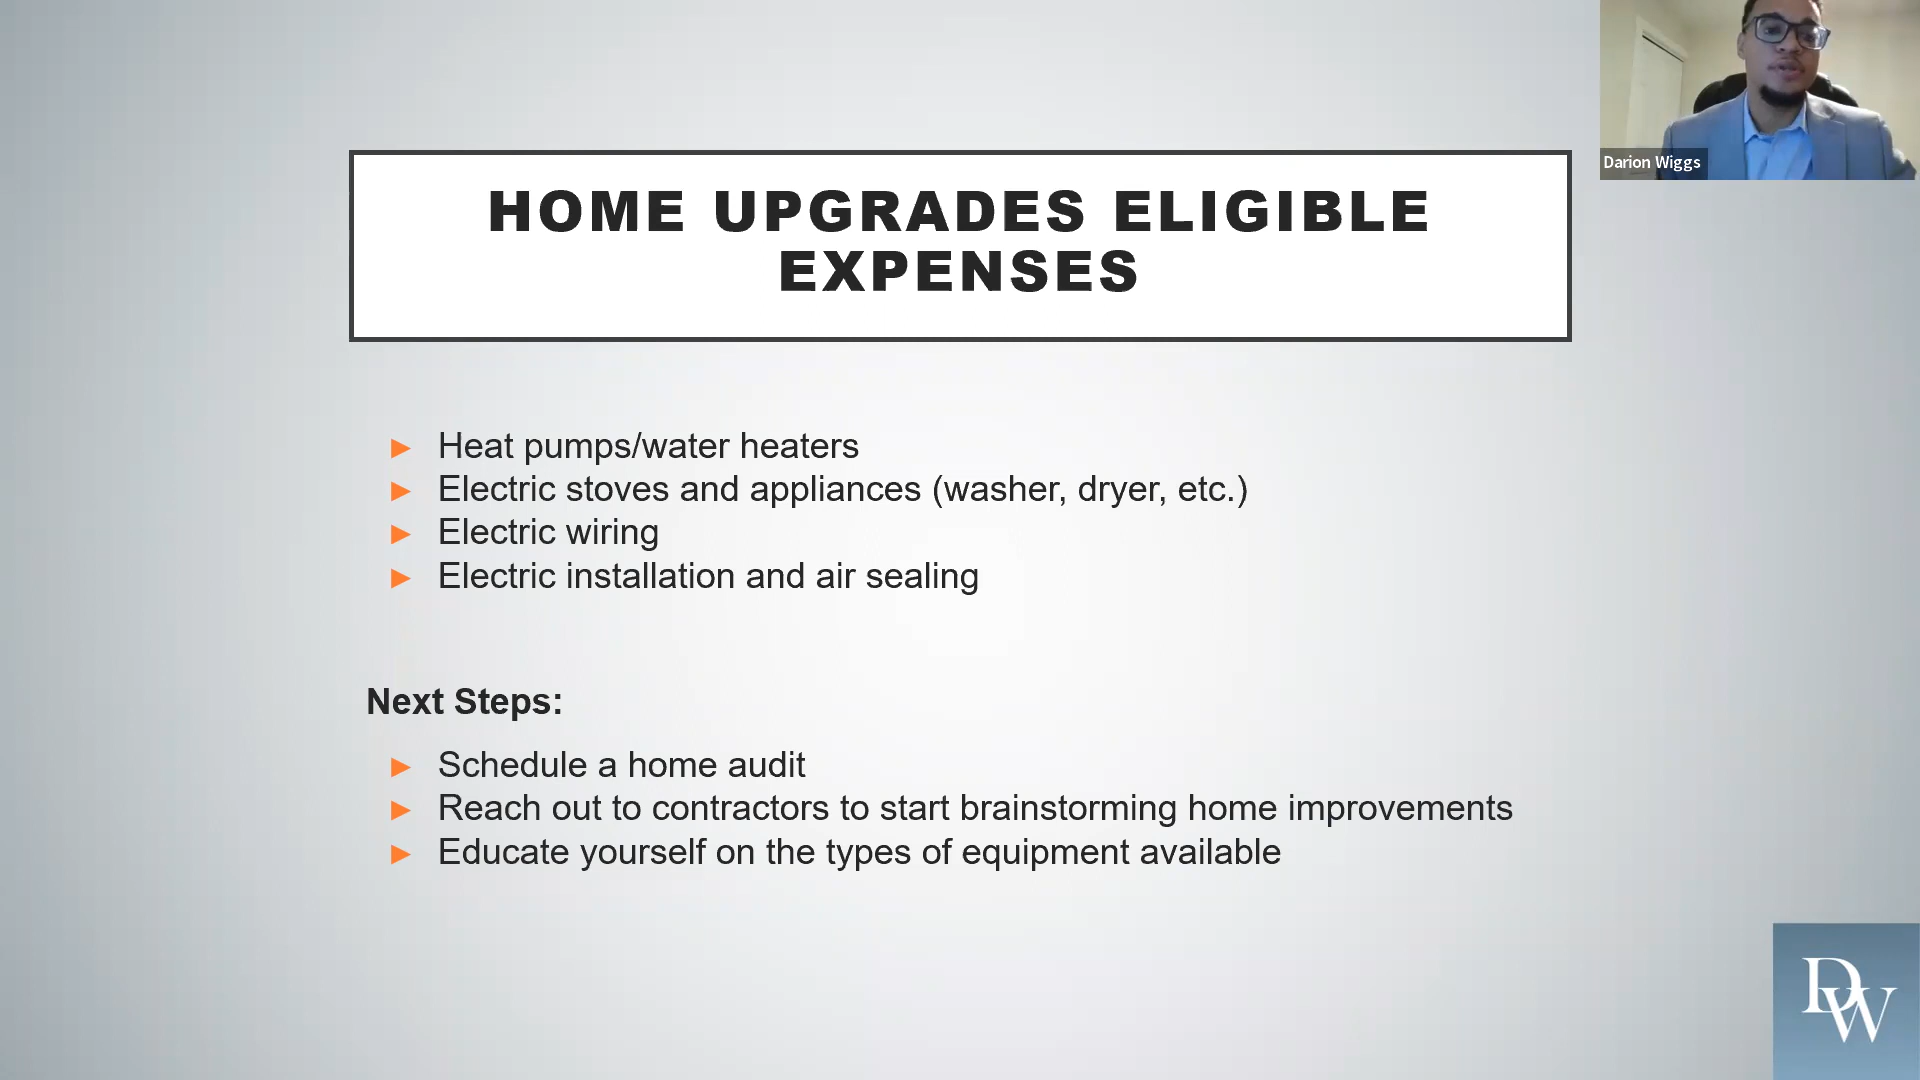 HOME UPGRADES ELIGIBLE
EXPENSES
Darion Wiggs
Heat pumps/water heaters
Electric stoves and appliances (washer, dryer, etc.)
Electric wiring
Electric installation and air sealing
Next Steps:
Schedule a home audit
Reach out to contractors to start brainstorming home improvements
Educate yourself on the types of equipment available
DW